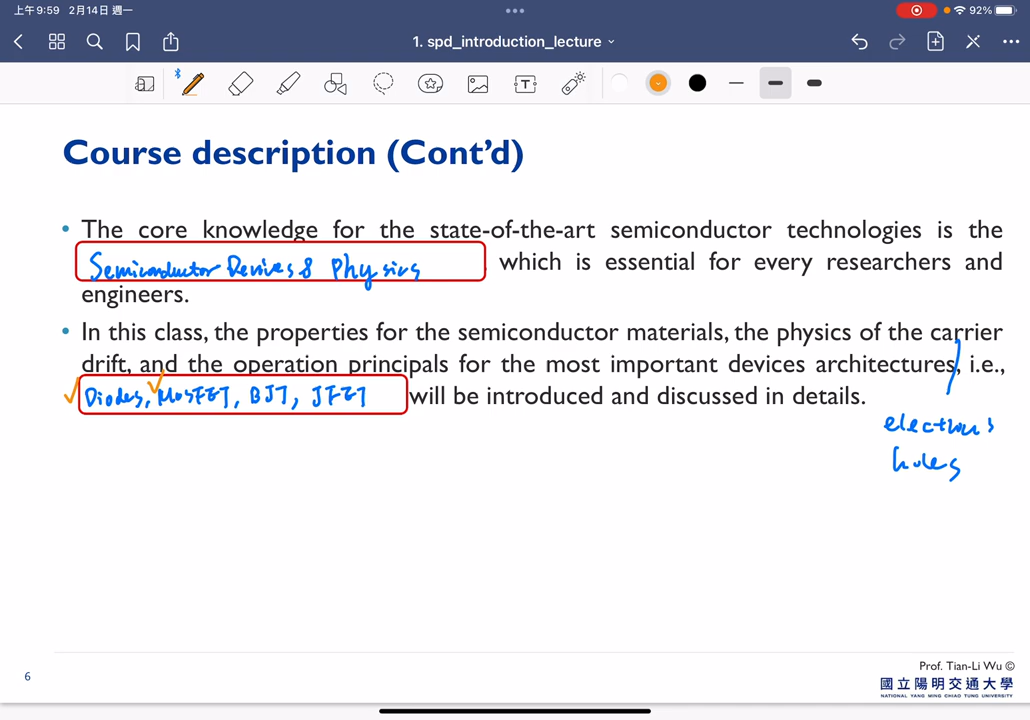 上午9:59 2月14日 週一
92%
1. spd_introduction_lecture
T
Course description (Cont’d)
• The core knowledge for the state-of-the-art semiconductor technologies is the
Semiconductor Devices & Physics which is essential for every researchers and
engineers.
• In this class, the properties for the semiconductor materials, the physics of the carrier
drift, and the operation principals for the most important devices architectures, i.e.,
Diodes, MOSFET, BJT, JFET will be introduced and discussed in details.
electrons
holes
Prof. Tian-Li Wu ©
6
國立陽明交通大學
NATIONAL YANG MING CHIAO TUNG UNIVERSITY